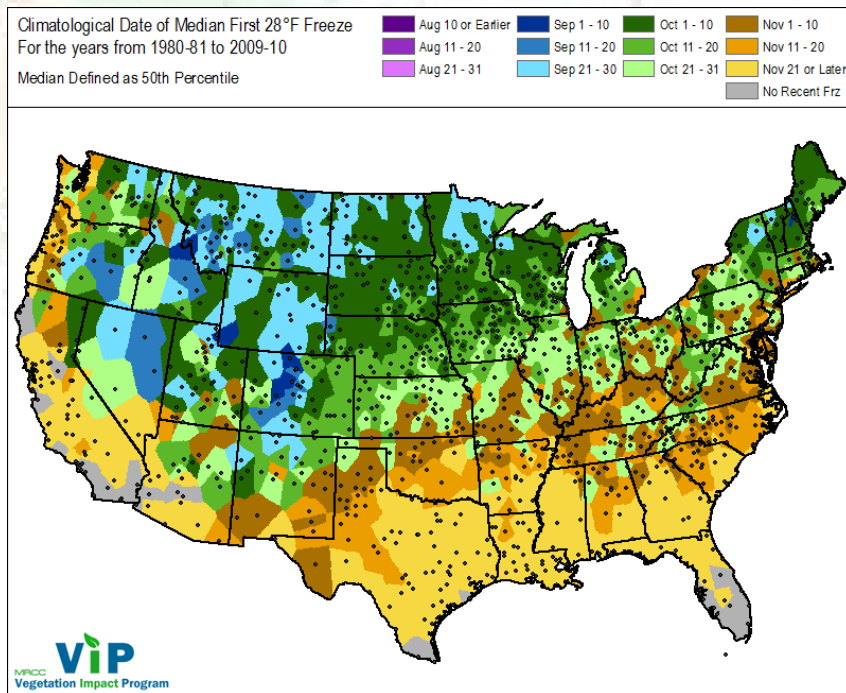 Climatological Date of Median First 28°F Freeze
For the years from 1980-81 to 2009-10
Median Defined as 50th Percentile
Aug 10 or Earlier
Aug 11 - 20
Aug 21 - 31
Sep 1 - 10
Sep 11 - 20
Sep 21 - 30
Oct 1 - 10
Oct 11 - 20
Oct 21 - 31
Nov 1 - 10
Nov 11 - 20
Nov 21 or Later
No Recent Frz
MRCC ViP
Vegetation Impact Program